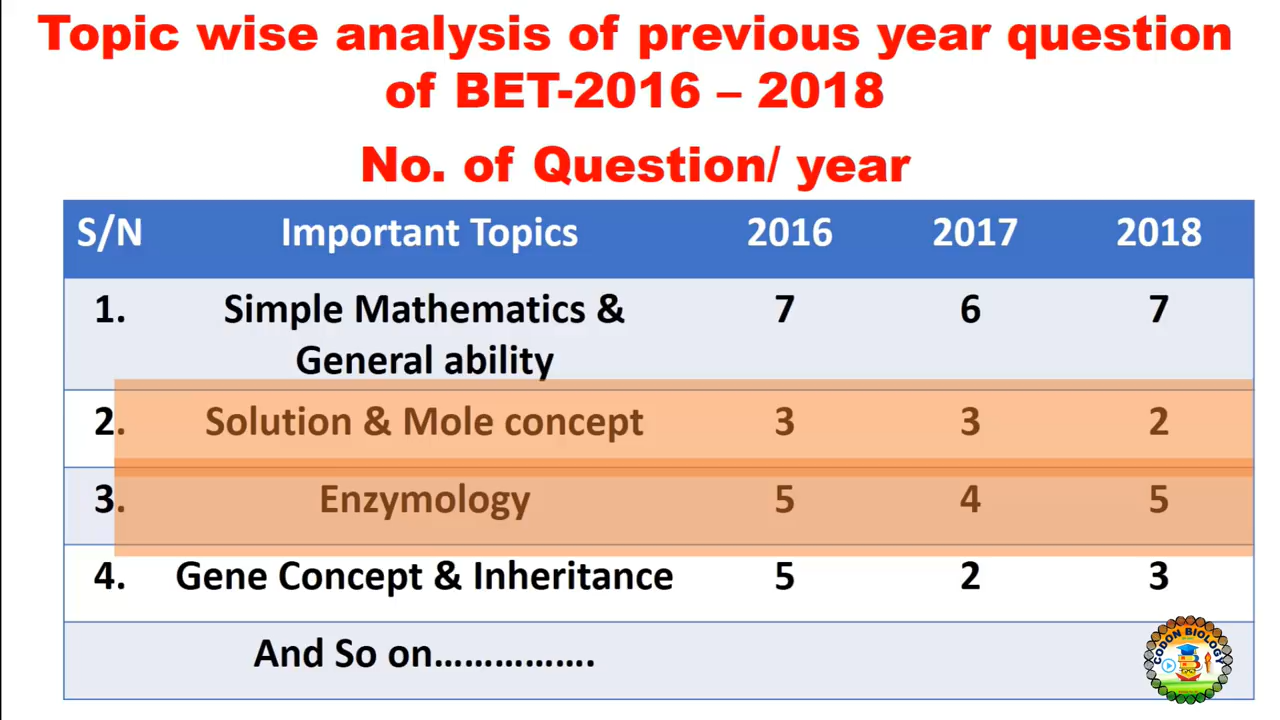 Topic wise analysis of previous year question
of BET-2016 – 2018
No. of Question/ year
S/N Important Topics 2016 2017 2018
1. Simple Mathematics & 7 6 7
General ability
2. Solution & Mole concept 3 3 2
3. Enzymology 5 4 5
4. Gene Concept & Inheritance 5 2 3
And So on…………….
CODON BIOLOGY